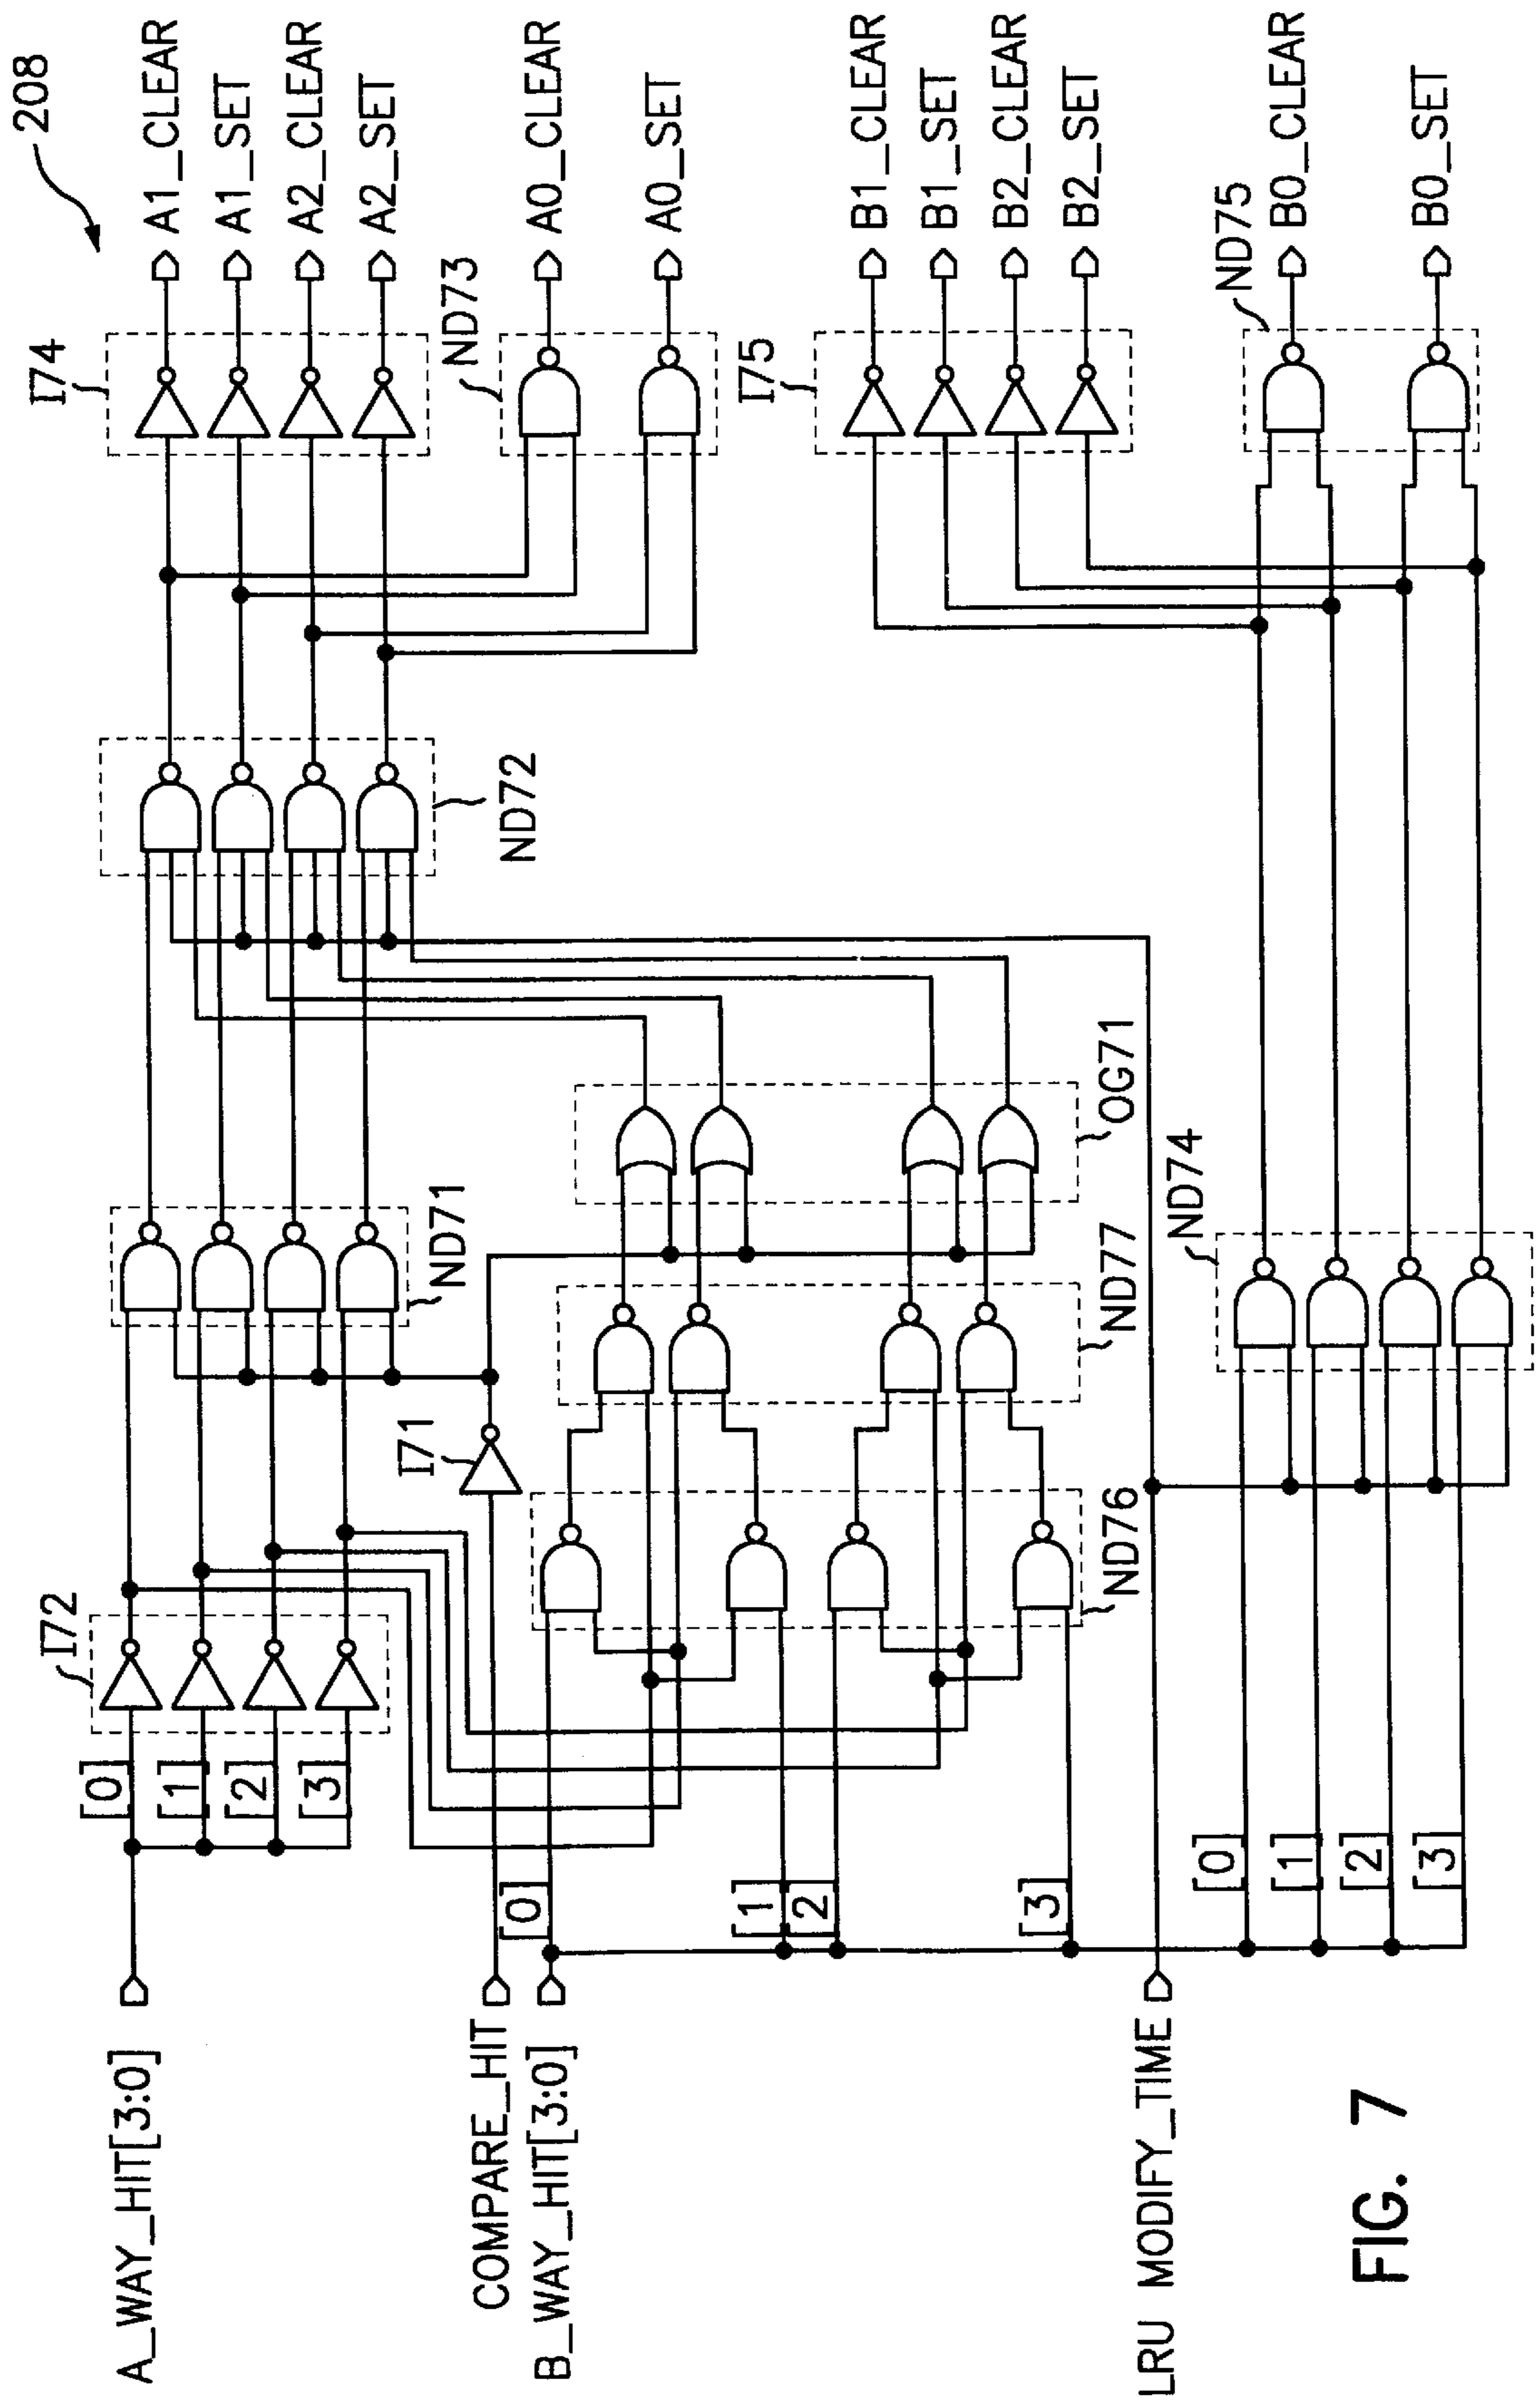 208
A1_CLEAR
A1_SET
A2_CLEAR
A2_SET
A0_CLEAR
A0_SET
B1_CLEAR
B1_SET
B2_CLEAR
B2_SET
B0_CLEAR
B0_SET
I74
ND73
I75
ND75
ND72
ND71
OG71
ND77
ND74
I71
ND76
I72
[0]
[1]
[2]
[3]
[0]
[1]
[2]
[3]
[0]
[1]
[2]
[3]
A_WAY_HIT[3:0]
COMPARE_HIT
B_WAY_HIT[3:0]
LRU MODIFY_TIME
FIG. 7